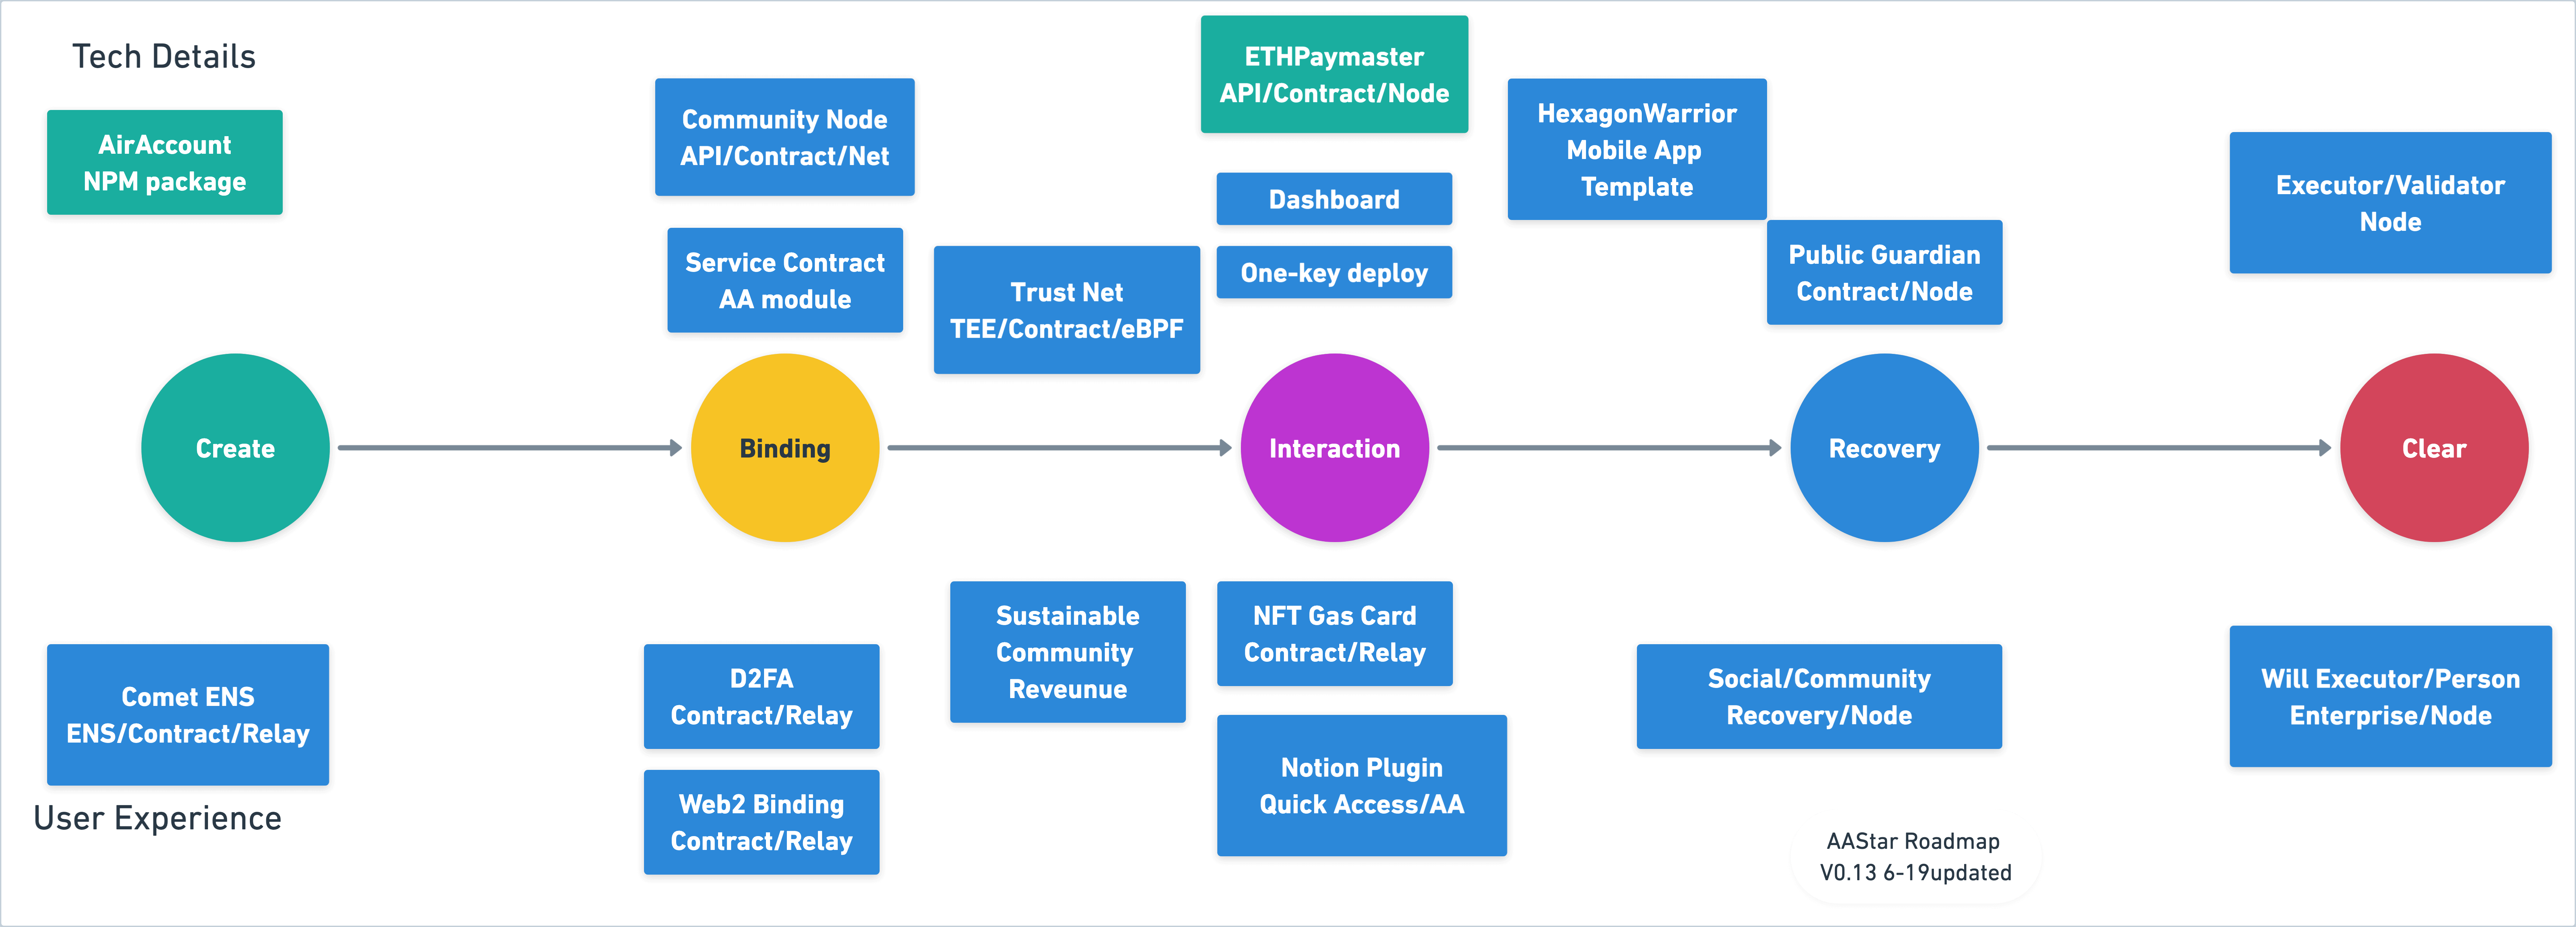 Tech Details
AirAccount
NPM package
Community Node
API/Contract/Net
Service Contract
AA module
Trust Net
TEE/Contract/eBPF
ETHPaymaster
API/Contract/Node
Dashboard
One-key deploy
HexagonWarrior
Mobile App
Template
Public Guardian
Contract/Node
Executor/Validator
Node
Create
Binding
Interaction
Recovery
Clear
Comet ENS
ENS/Contract/Relay
User Experience
D2FA
Contract/Relay
Web2 Binding
Contract/Relay
Sustainable
Community
Reveunue
NFT Gas Card
Contract/Relay
Notion Plugin
Quick Access/AA
Social/Community
Recovery/Node
Will Executor/Person
Enterprise/Node
AAStar Roadmap
V0.13 6-19updated